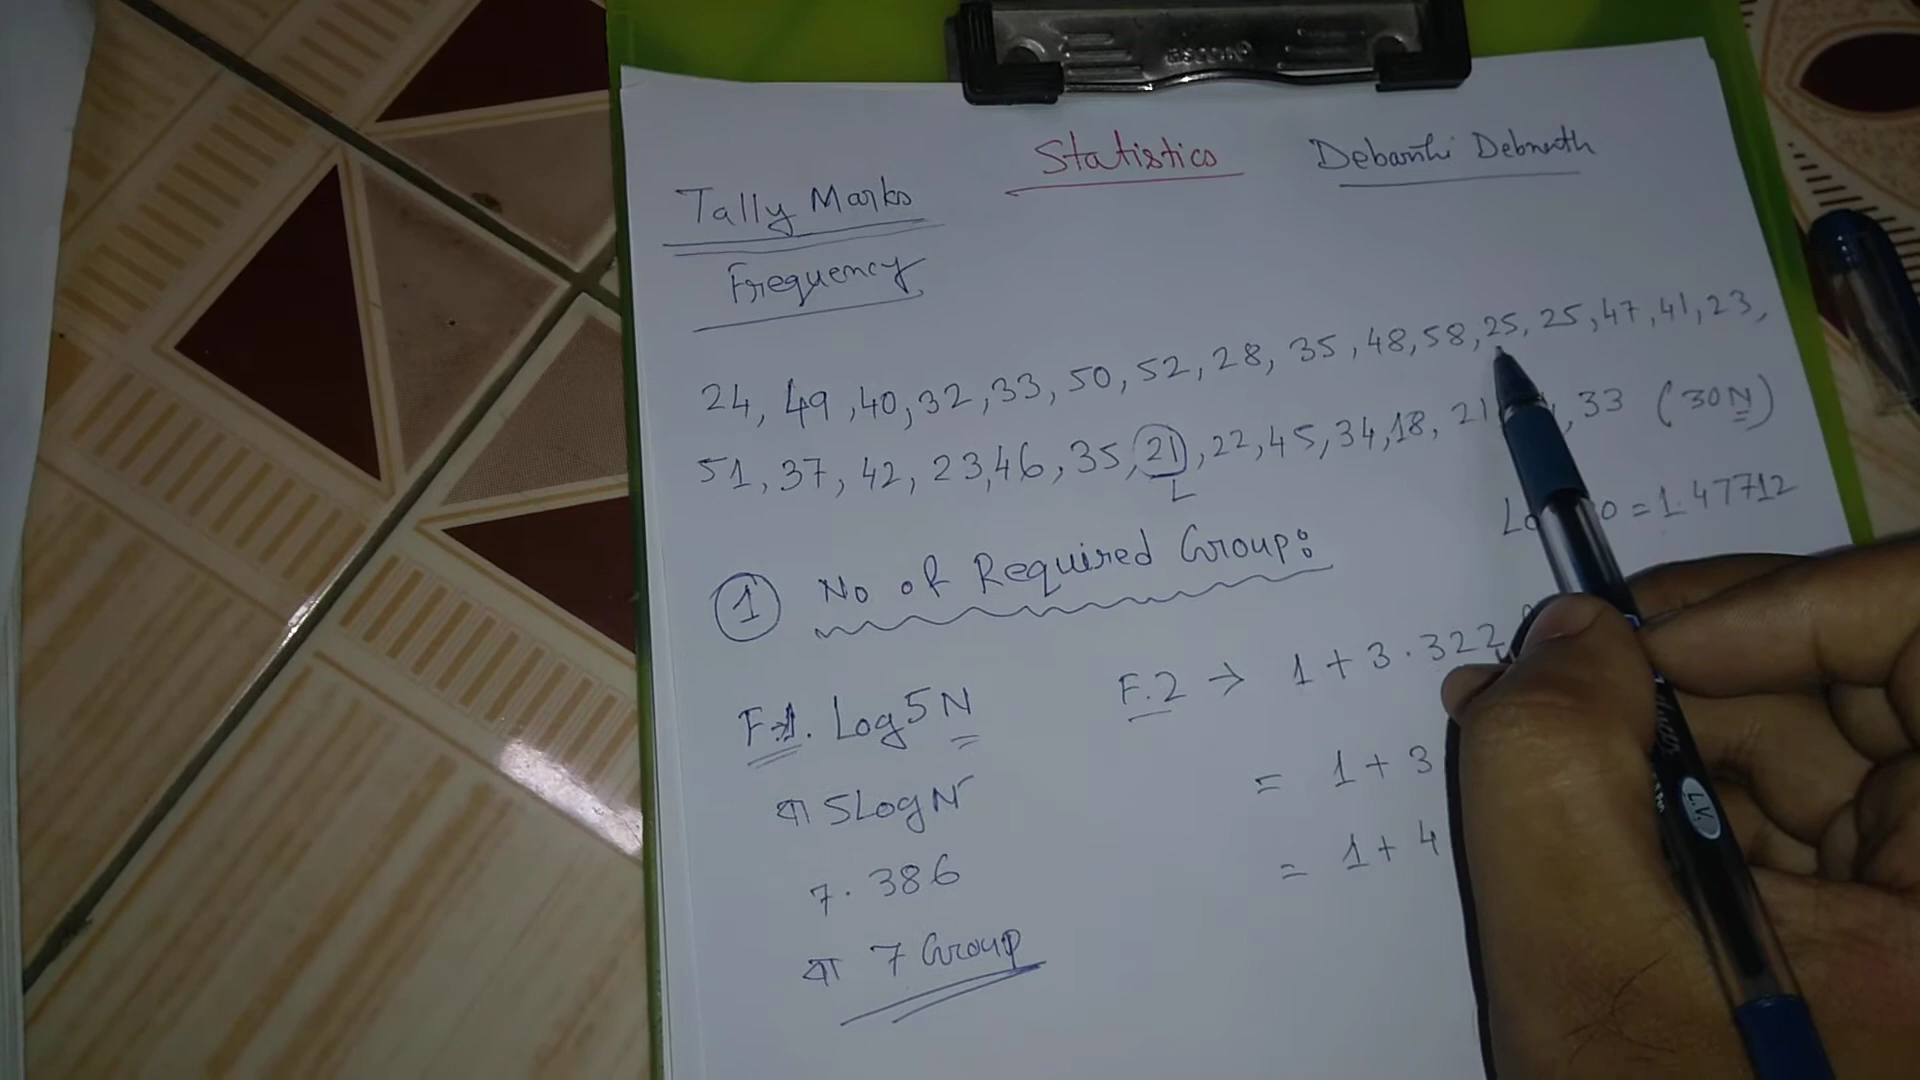 Statistics
Debanhi Debnath
Tally Marks
Frequency
24, 49, 40, 32, 33, 50, 52, 28, 35, 48, 58, 25, 25, 47, 41, 23,
51, 37, 42, 23, 46, 35, 21, 22, 45, 34, 18, 21, 33 (30N)
L
= 1.47712
① No of Required Group:
F.1. Log5N
বা 5LogN
7.386
বা 7 Group
F.2 → 1 + 3.322
= 1 + 3
= 1 + 4